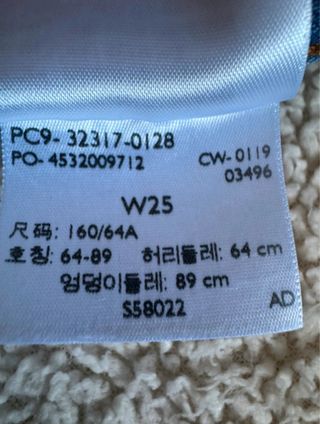 PC9- 32317-0128
PO- 4532009712 CW- 0119
03496
W25
尺码: 160/64A
호칭: 64-89 허리둘레: 64 cm
엉덩이둘레: 89 cm
S58022 AD